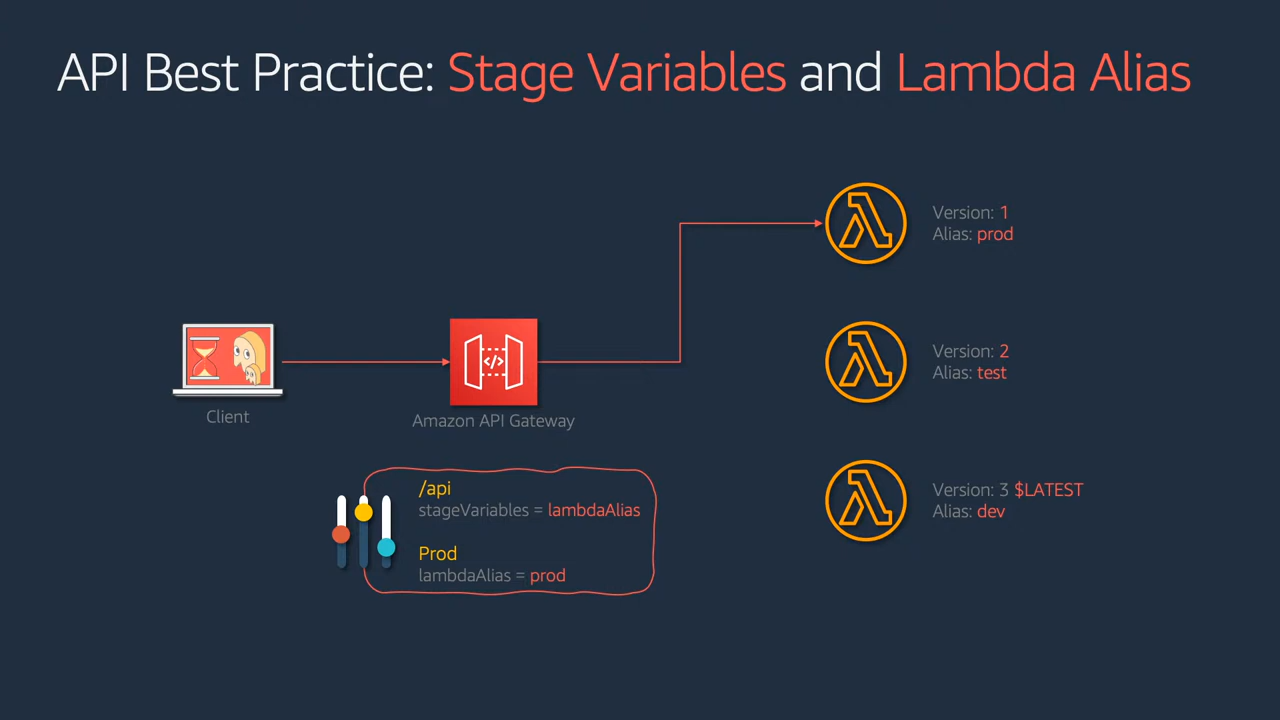 API Best Practice: Stage Variables and Lambda Alias
Version: 1
Alias: prod
Version: 2
Alias: test
Client
Amazon API Gateway
</>
/api
stageVariables = lambdaAlias
Prod
lambdaAlias = prod
Version: 3 $LATEST
Alias: dev